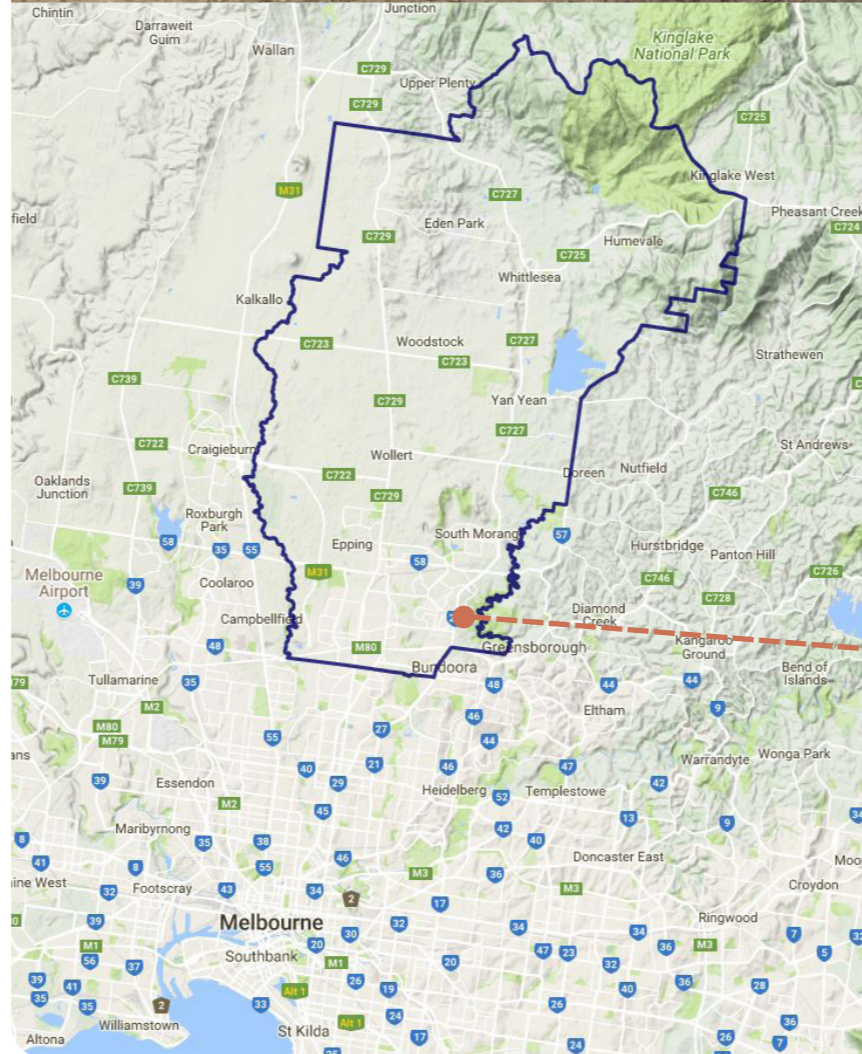 Junction
Chintin
Darraweit
Guim
Wallan
Kinglake
National Park
C729
Upper Plenty
C729
C725
Kinglake West
M31
C727
Pheasant Creek
field
Eden Park
C724
C729
Humevale
C725
Whittlesea
Kalkallo
C723
Woodstock
C727
C723
Strathewen
C739
C729
Yan Yean
C727
C722
Craigieburn
Wollert
St Andrews
Doreen
Nutfield
Oaklands
Junction
C739
C722
C729
C746
Roxburgh
Park
South Morang
58
35
55
Epping
58
57
Hurstbridge
Panton Hill
Melbourne
Airport
39
Coolaroo
M31
C746
C726
C728
Campbellfield
Diamond
Creek
48
M80
Greensborough
Kangaroo
Ground
Bundoora
Bend of
Islands
79
Tullamarine
35
48
44
44
M2
46
Eltham
9
M80
M79
55
27
44
ans
40
21
46
47
Warrandyte
Wonga Park
39
Essendon
29
42
Heidelberg
52
Templestowe
M2
45
13
34
Maribyrnong
42
9
8
35
38
40
41
46
Doncaster East
55
M3
36
Moo
ine West
8
32
Footscray
43
34
2
M3
Croydon
17
39
Melbourne
32
34
Ringwood
30
34
7
M1
20
47
23
36
M3
32
56
37
Southbank
M1
20
32
5
39
41
26
19
40
36
28
35
35
2
33
Alt 1
26
24
Williamstown
St Kilda
Alt 1
24
Altona
17
26
7